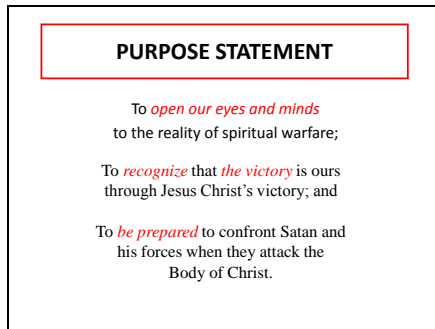 PURPOSE STATEMENT
To open our eyes and minds
to the reality of spiritual warfare;
To recognize that the victory is ours
through Jesus Christ’s victory; and
To be prepared to confront Satan and
his forces when they attack the
Body of Christ.